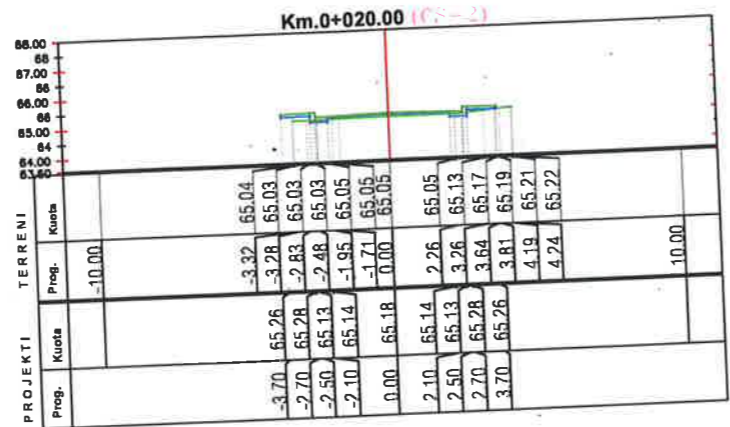 Km.0+020.00 (CS-2)
68.00
68
67.00
66.00
66
65.00
64
64.00
63.50
TERRENI
Kuota
65.04 65.03 65.03 65.03 65.05 65.05 65.05 65.05 65.13 65.17 65.19 65.21 65.22
Prog.
-10.00 -3.32 -3.28 -2.83 -2.48 -1.95 -1.71 0.00 2.26 3.26 3.64 3.81 4.19 4.24 10.00
PROJEKTI
Kuota
65.26 65.28 65.13 65.14 65.18 65.14 65.13 65.28 65.26
Prog.
-3.70 -2.70 -2.50 -2.10 0.00 2.10 2.50 2.70 3.70